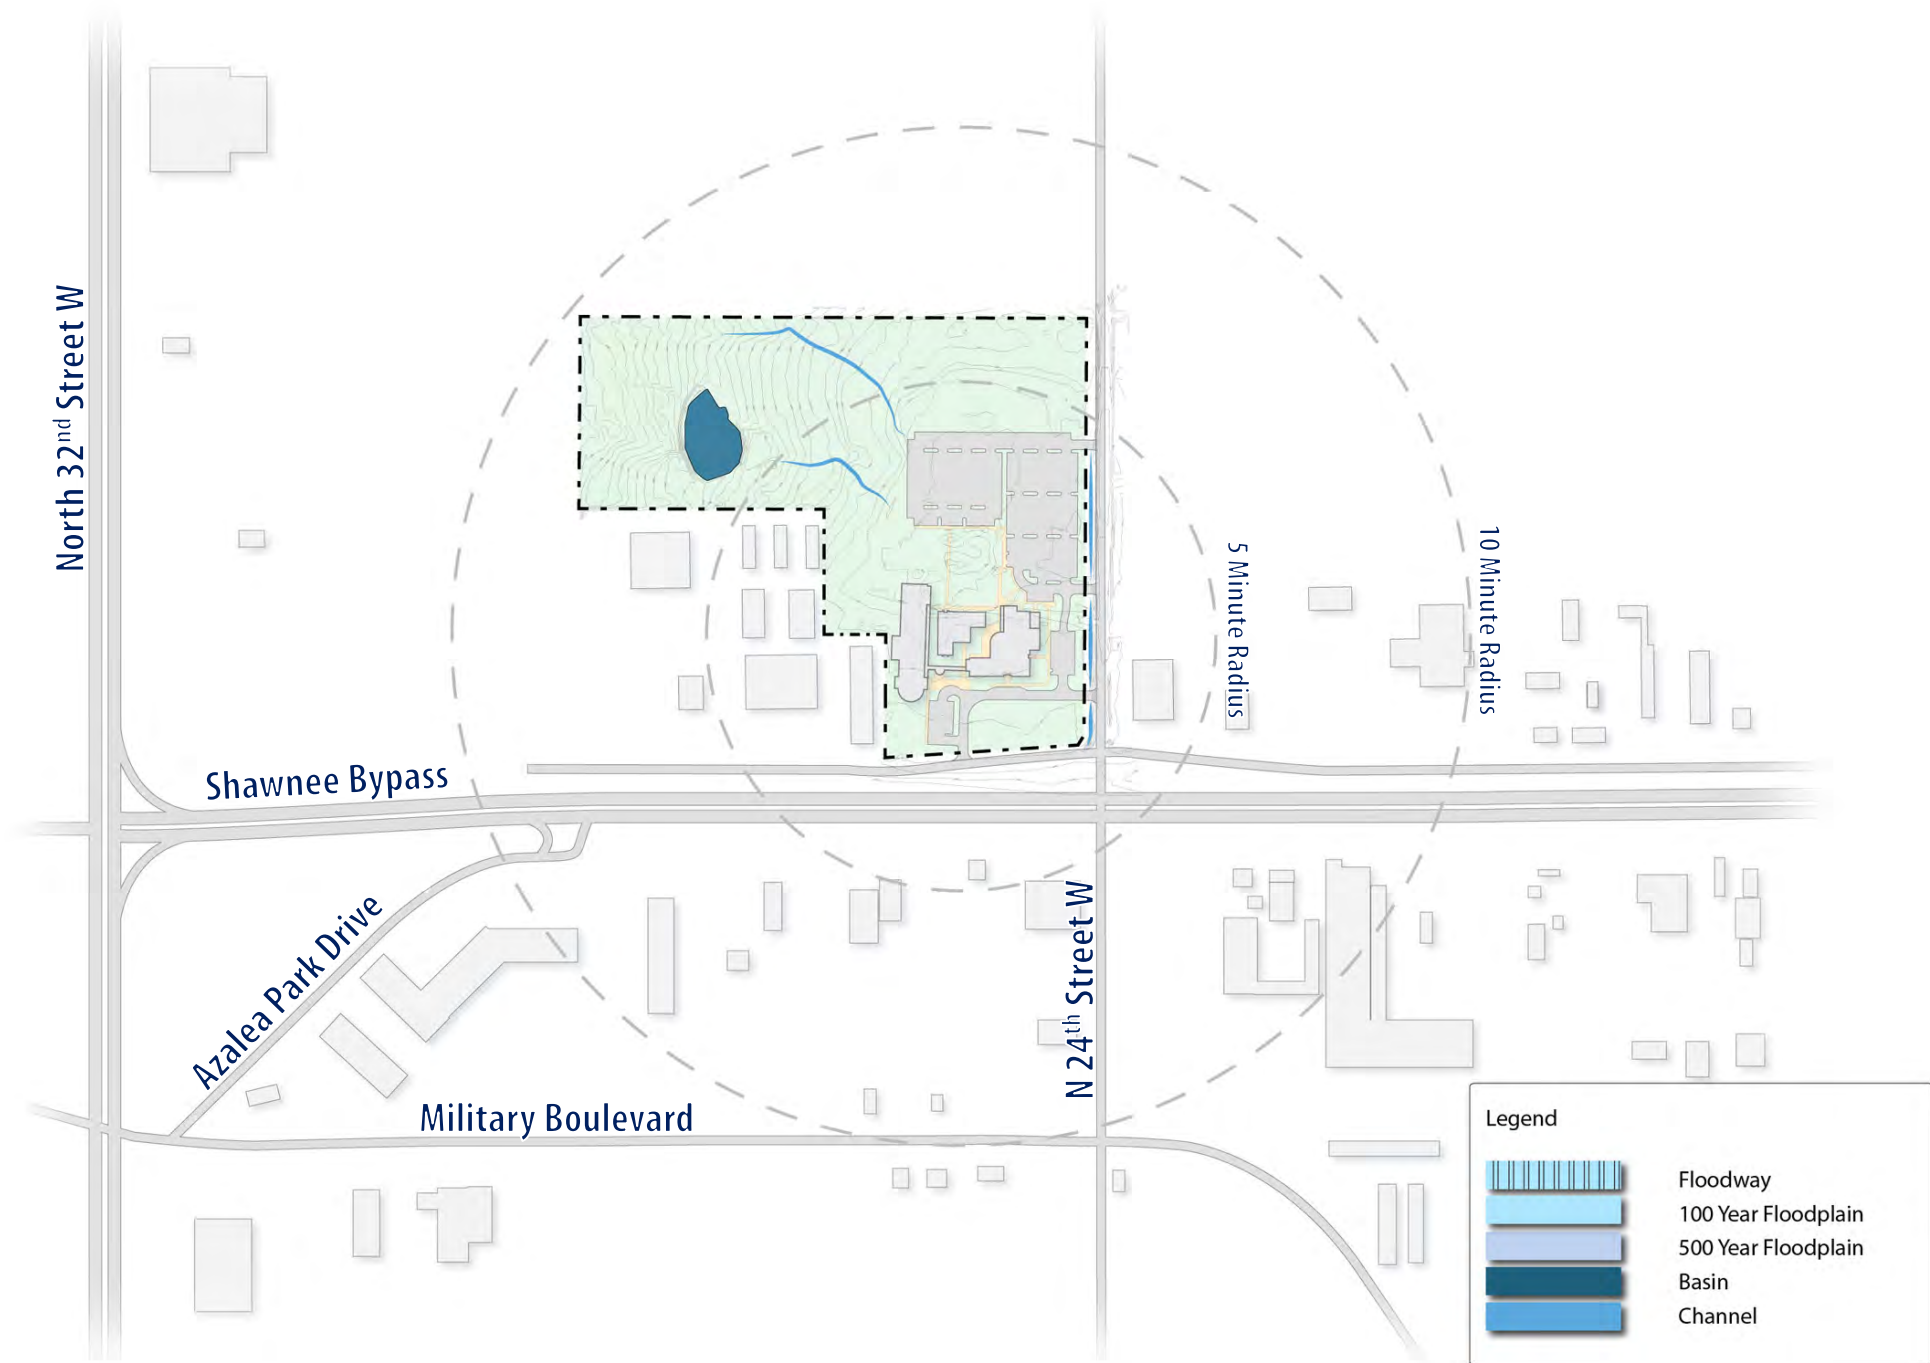 North 32nd Street W
5 Minute Radius
10 Minute Radius
Shawnee Bypass
Azalea Park Drive
N 24th Street W
Military Boulevard
Legend
Floodway
100 Year Floodplain
500 Year Floodplain
Basin
Channel